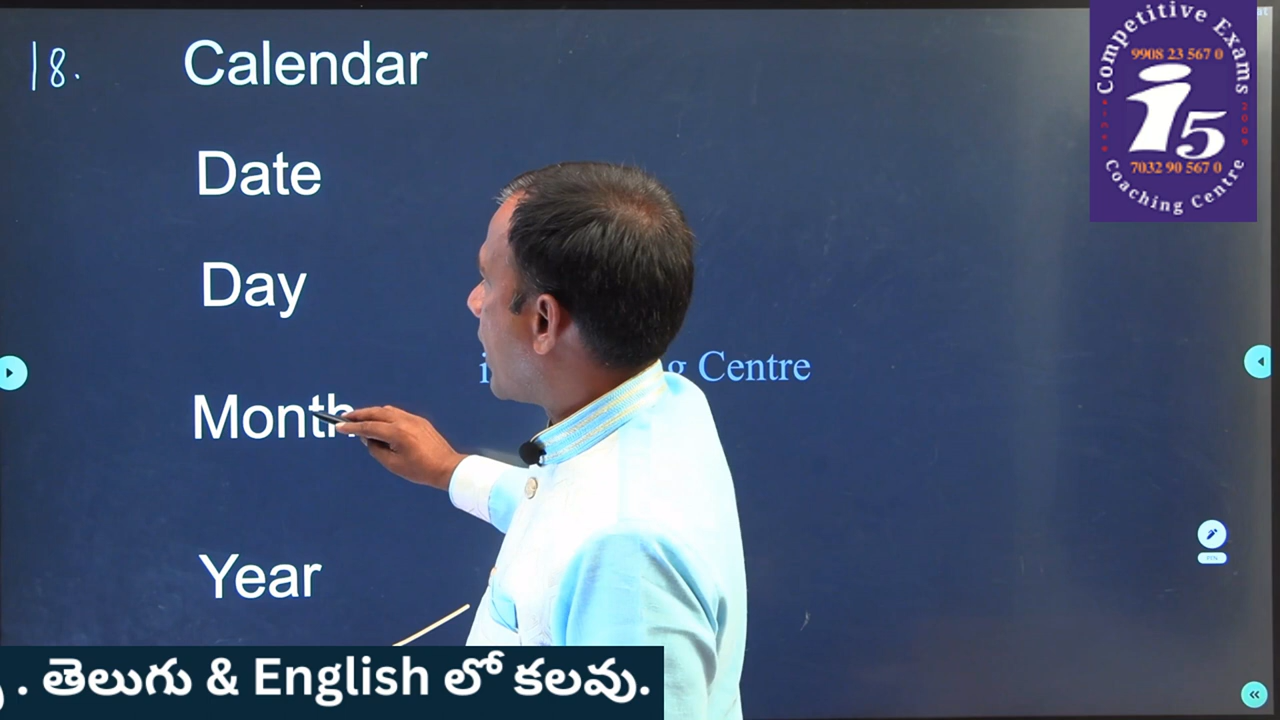 18. Calendar
Date
Day
Month
Year
Centre
Competitive Exams
9908 23 567 0
i5
7032 90 567 0
Coaching Centre
. తెలుగు & English లో కలవు.